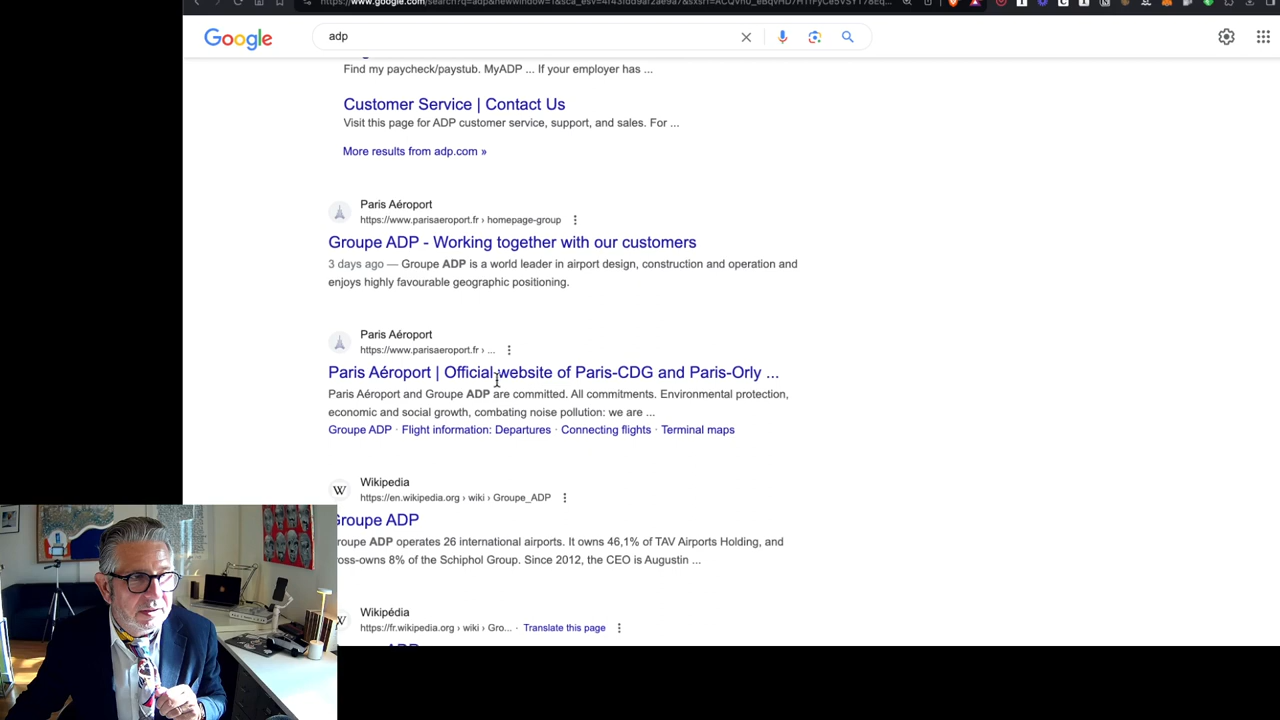 Google
adp
Find my paycheck/paystub. MyADP ... If your employer has ...
Customer Service | Contact Us
Visit this page for ADP customer service, support, and sales. For ...
More results from adp.com »
Paris Aéroport
https://www.parisaeroport.fr › homepage-group
Groupe ADP - Working together with our customers
3 days ago — Groupe ADP is a world leader in airport design, construction and operation and
enjoys highly favourable geographic positioning.
Paris Aéroport
https://www.parisaeroport.fr › ...
Paris Aéroport | Official website of Paris-CDG and Paris-Orly ...
Paris Aéroport and Groupe ADP are committed. All commitments. Environmental protection,
economic and social growth, combating noise pollution: we are ...
Groupe ADP · Flight information: Departures · Connecting flights · Terminal maps
Wikipedia
W
https://en.wikipedia.org › wiki › Groupe_ADP
Groupe ADP
Groupe ADP operates 26 international airports. It owns 46,1% of TAV Airports Holding, and
cross-owns 8% of the Schiphol Group. Since 2012, the CEO is Augustin ...
Wikipédia
https://fr.wikipedia.org › wiki › Gro... · Translate this page